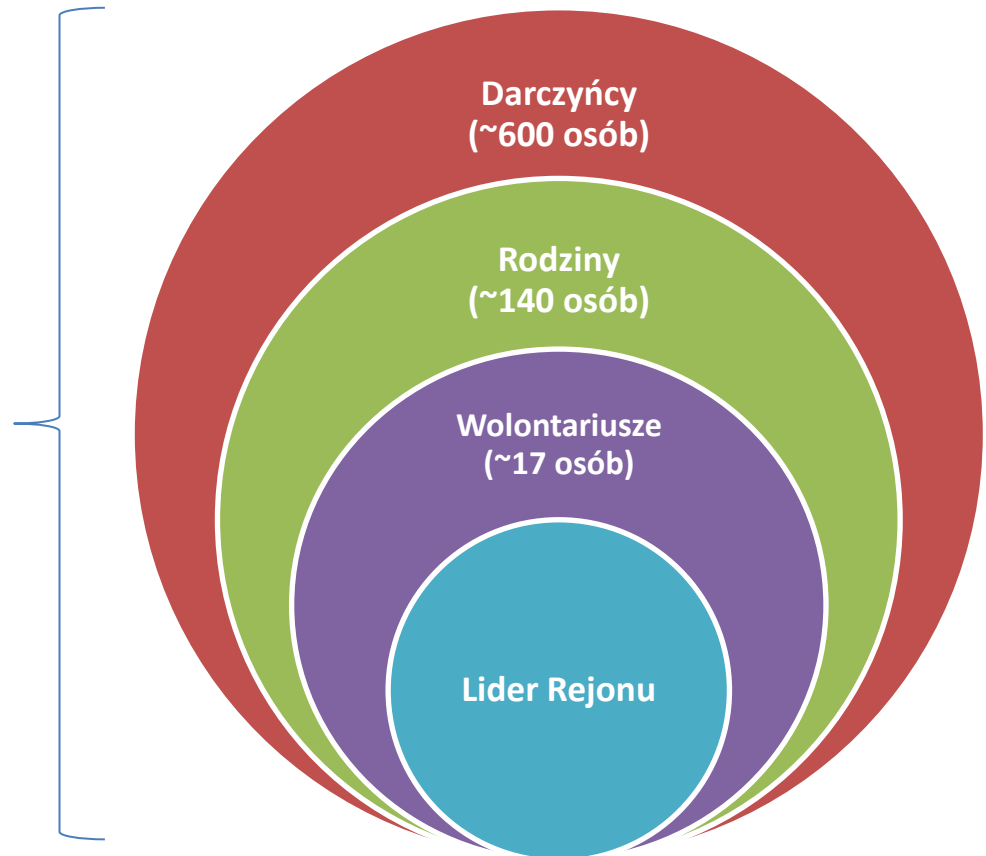 Darczyńcy
(~600 osób)
Rodziny
(~140 osób)
Wolontariusze
(~17 osób)
Lider Rejonu